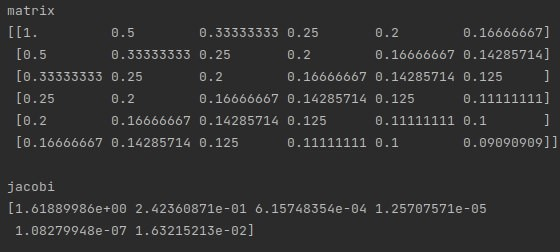 matrix
[[1.         0.5        0.33333333 0.25       0.2        0.16666667]
 [0.5        0.33333333 0.25       0.2        0.16666667 0.14285714]
 [0.33333333 0.25       0.2        0.16666667 0.14285714 0.125     ]
 [0.25       0.2        0.16666667 0.14285714 0.125      0.11111111]
 [0.2        0.16666667 0.14285714 0.125      0.11111111 0.1       ]
 [0.16666667 0.14285714 0.125      0.11111111 0.1        0.09090909]]
jacobi
[1.61889986e+00 2.42360871e-01 6.15748354e-04 1.25707571e-05
 1.08279948e-07 1.63215213e-02]